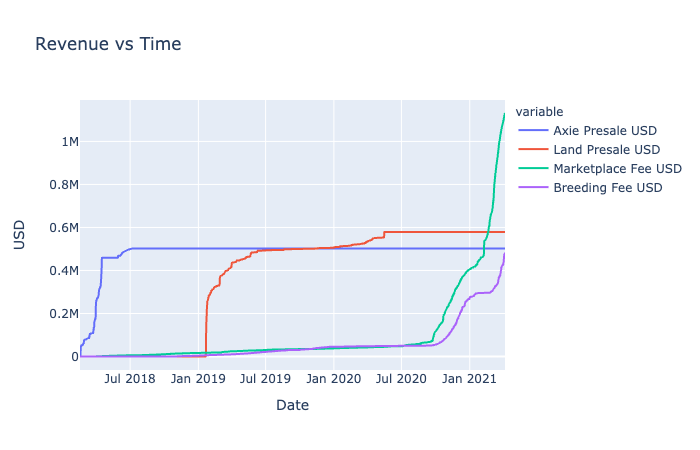 Revenue vs Time
variable
Axie Presale USD
Land Presale USD
Marketplace Fee USD
Breeding Fee USD
USD
1M
0.8M
0.6M
0.4M
0.2M
0
Jul 2018 Jan 2019 Jul 2019 Jan 2020 Jul 2020 Jan 2021
Date